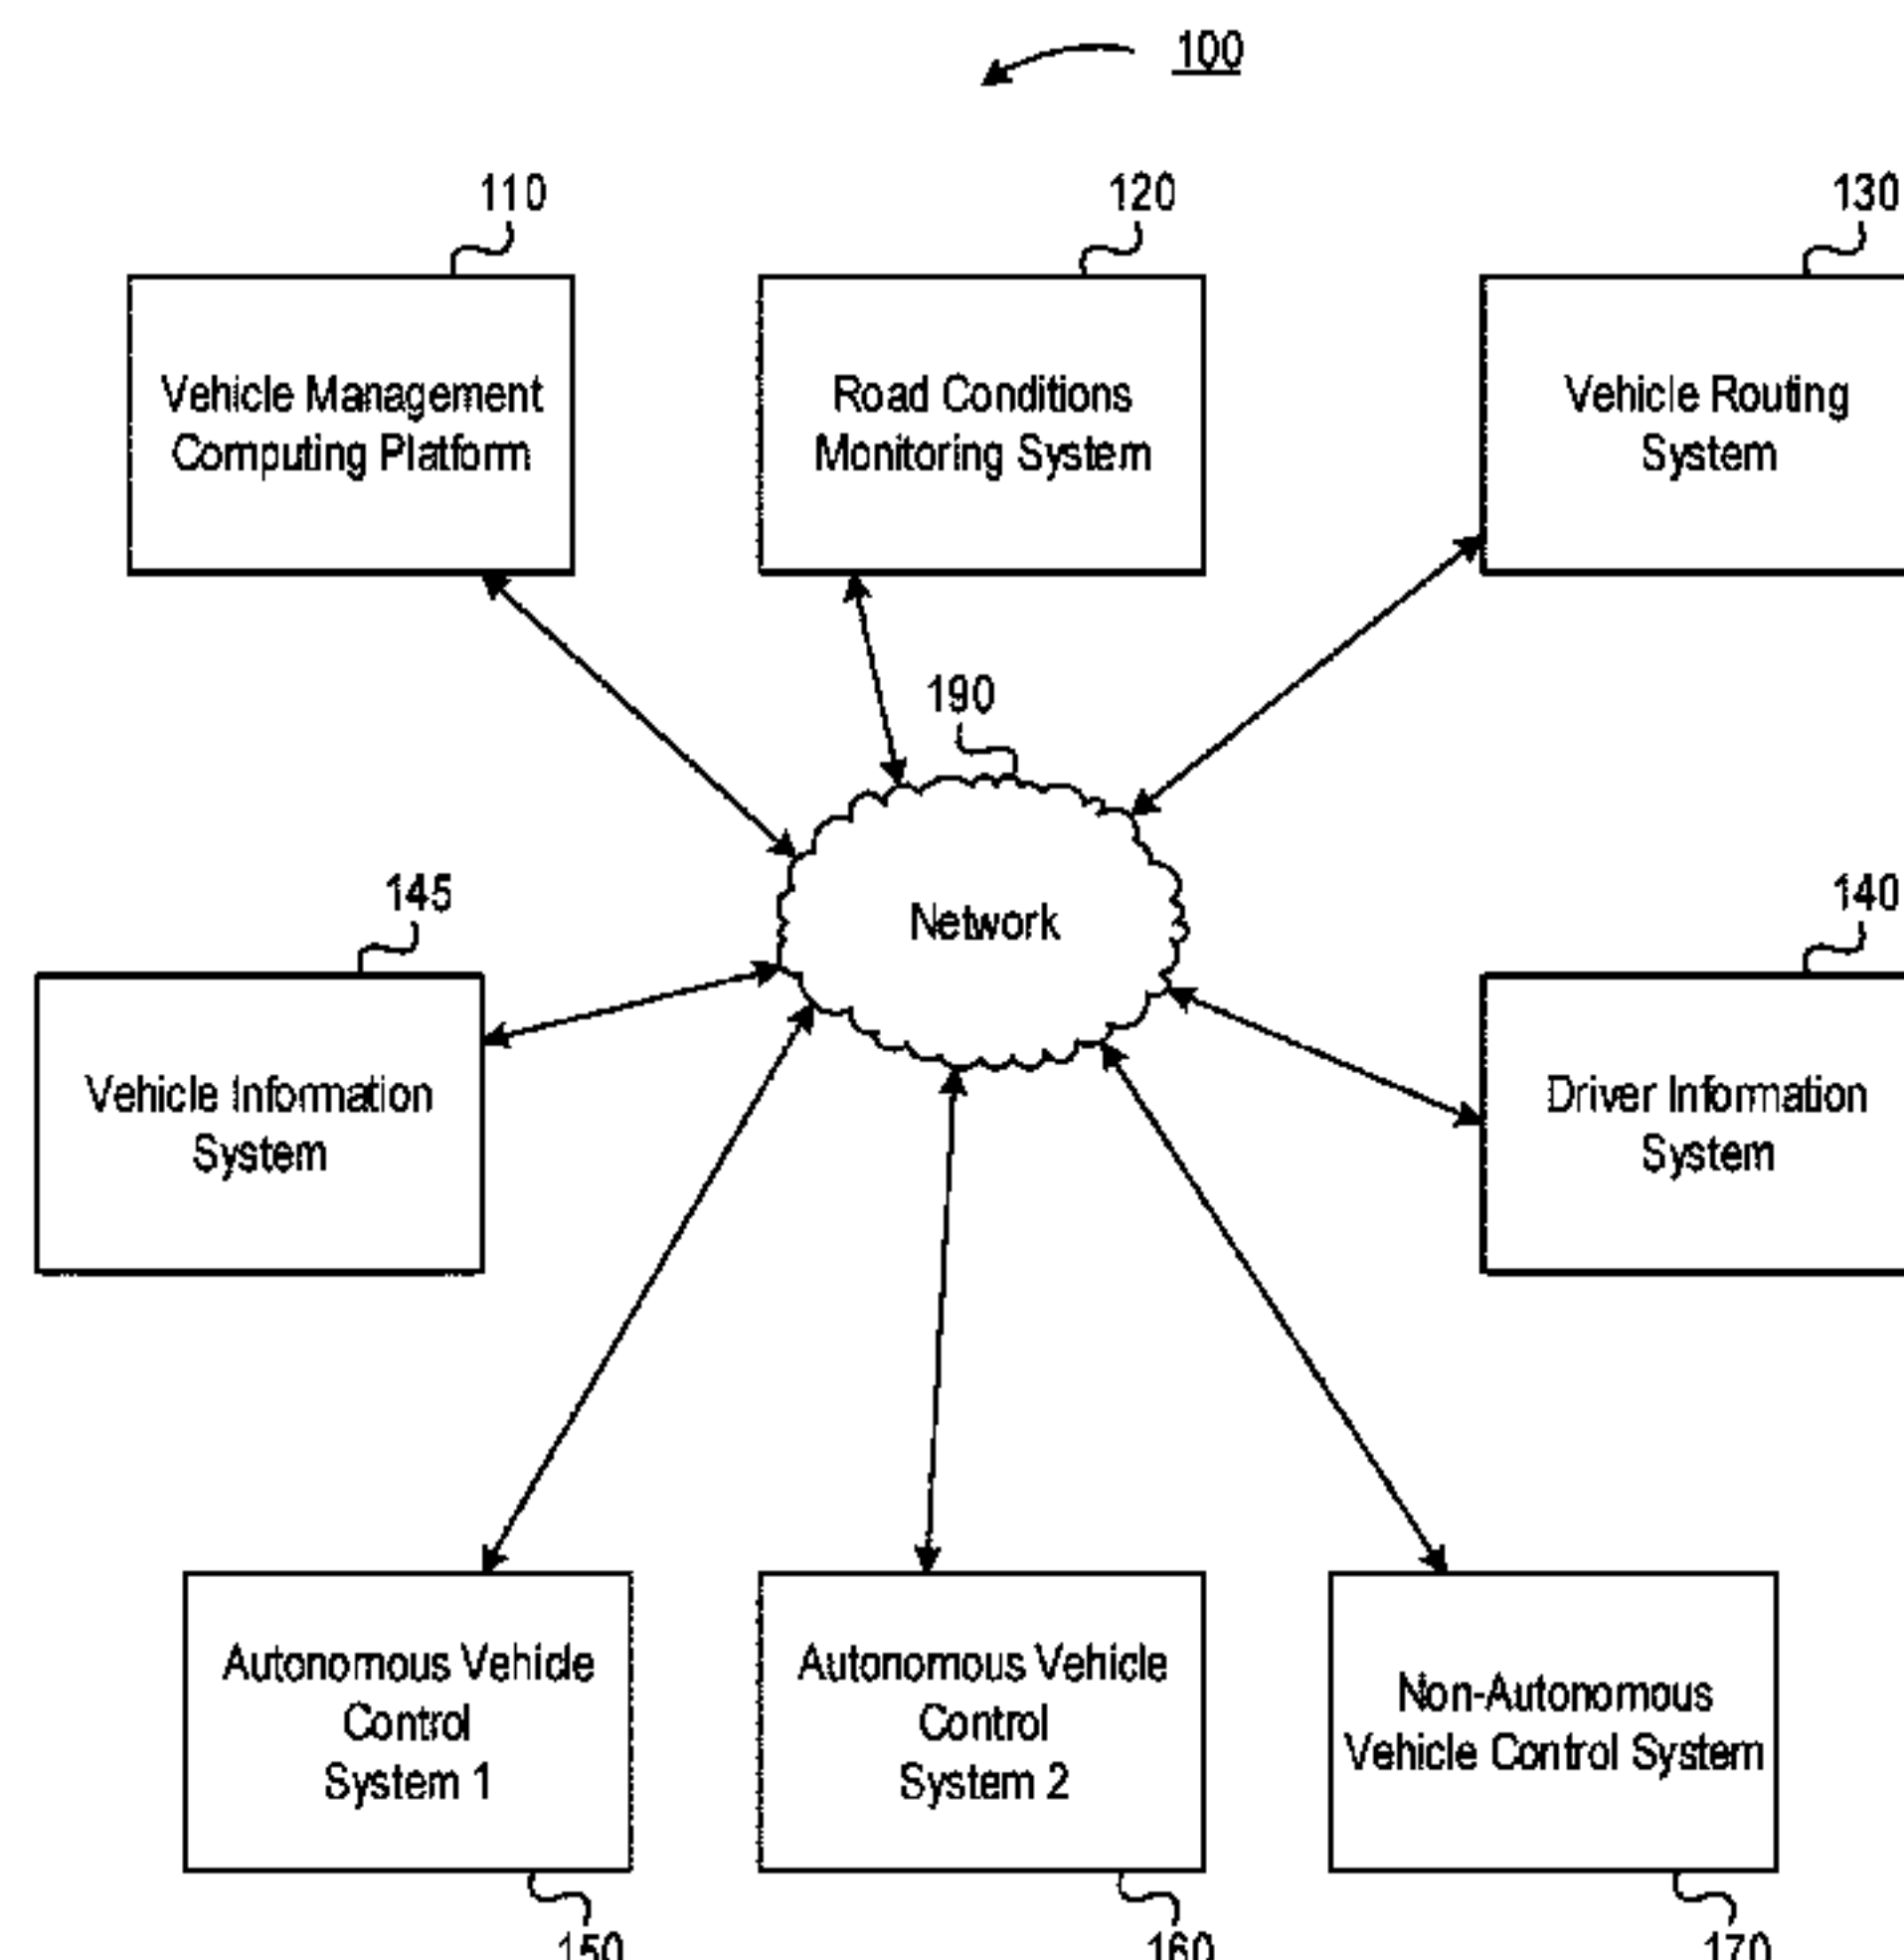 100
110
120
130
Vehicle Management
Computing Platform
Road Conditions
Monitoring System
Vehicle Routing
System
190
Network
145
140
Vehicle Information
System
Driver Information
System
Autonomous Vehicle
Control
System 1
Autonomous Vehicle
Control
System 2
Non-Autonomous
Vehicle Control System
150
160
170